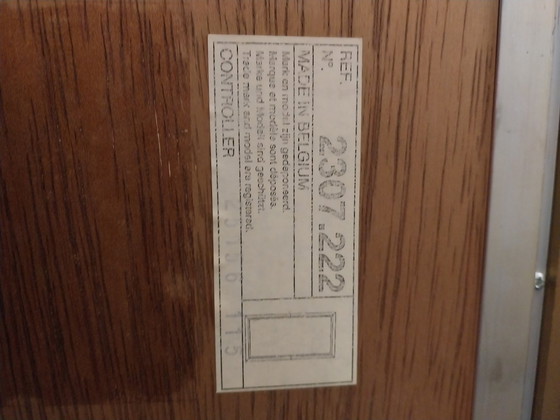 REF.
N° 2307.222
MADE IN BELGIUM
Merk en model zijn gedeponeerd.
Marque et modèle sont déposés.
Marke und Modell sind geschützt.
Trade mark and model are registered.
CONTROLLER